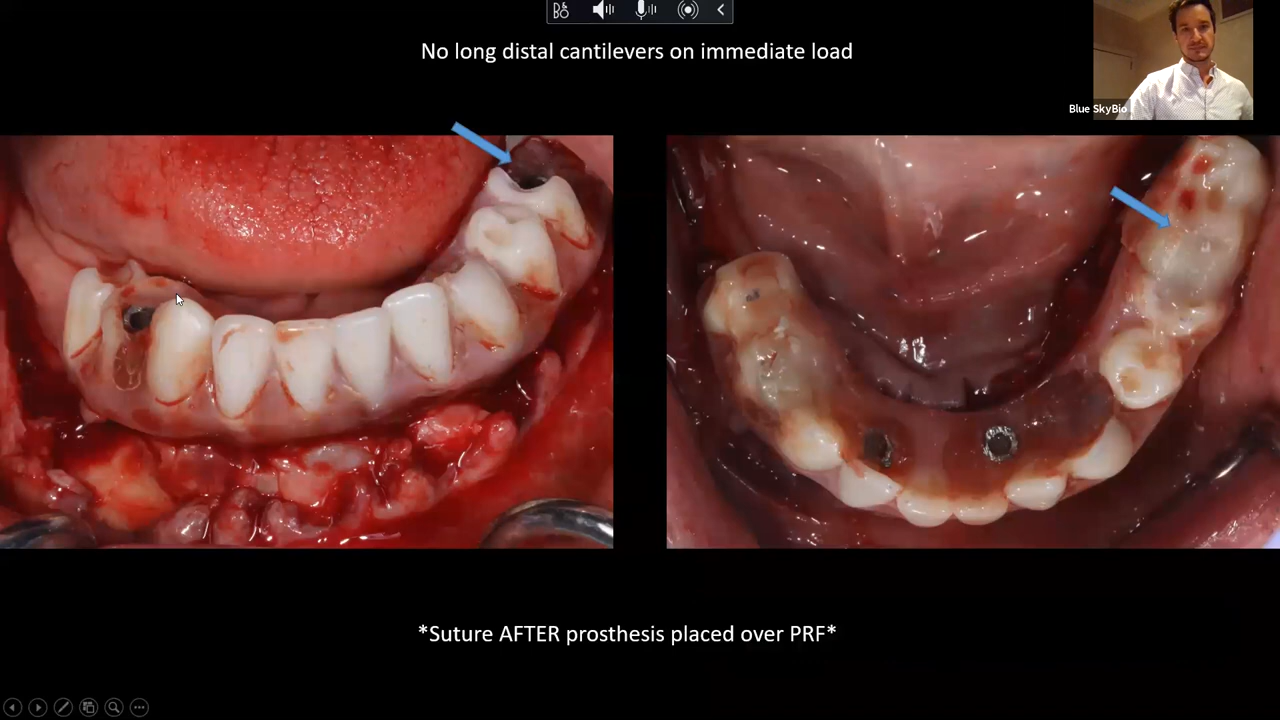 No long distal cantilevers on immediate load
Blue SkyBio
*Suture AFTER prosthesis placed over PRF*